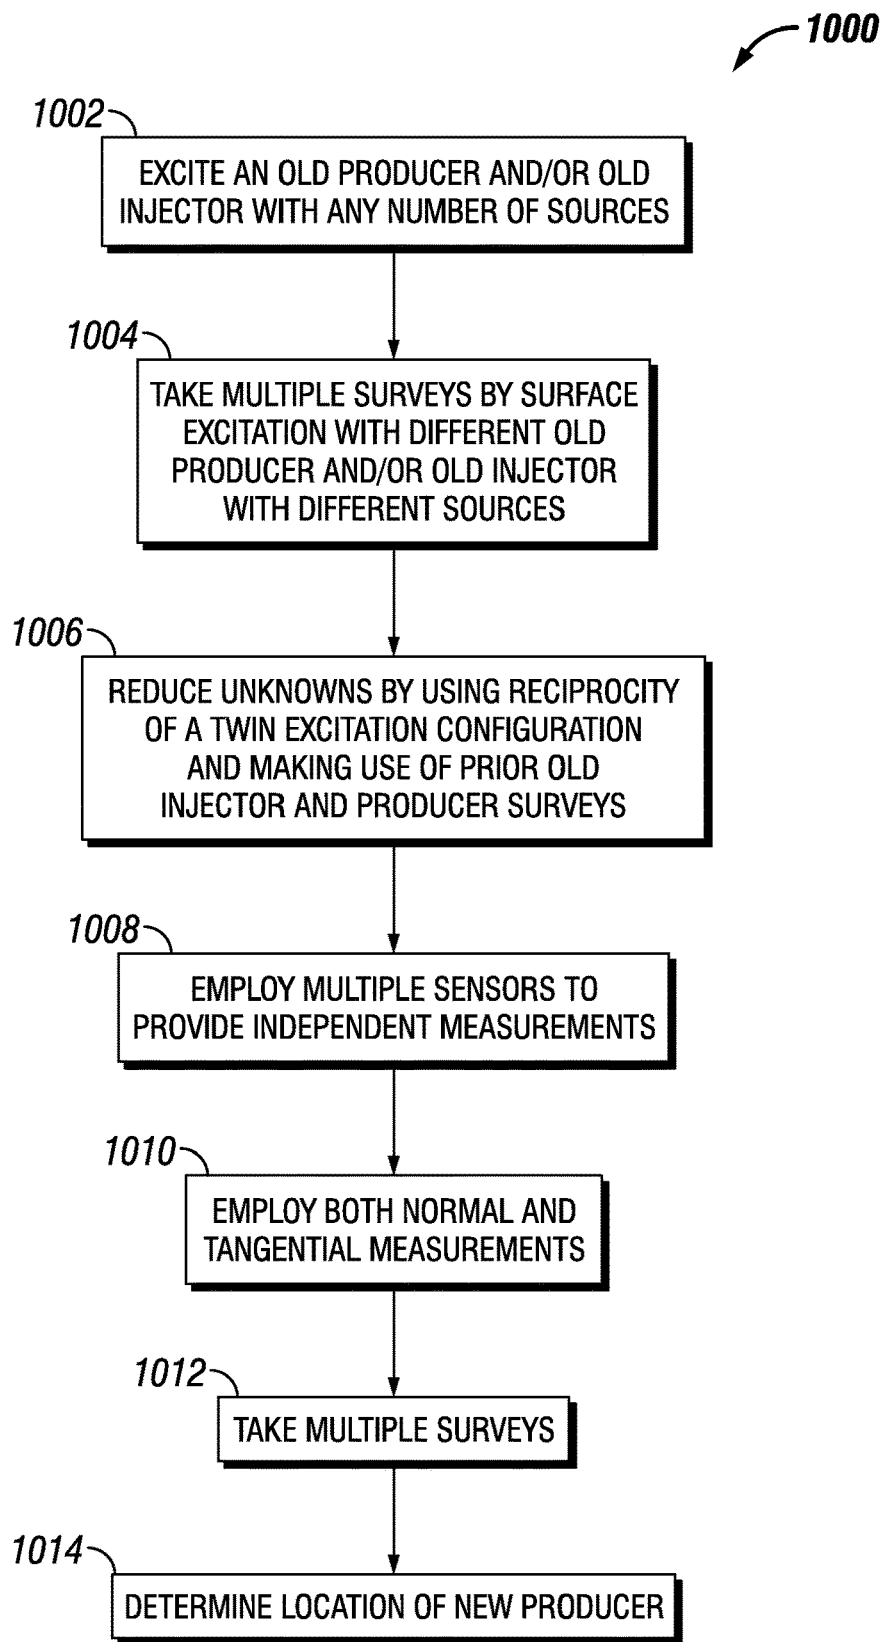 1000
1002
EXCITE AN OLD PRODUCER AND/OR OLD
INJECTOR WITH ANY NUMBER OF SOURCES
1004
TAKE MULTIPLE SURVEYS BY SURFACE
EXCITATION WITH DIFFERENT OLD
PRODUCER AND/OR OLD INJECTOR
WITH DIFFERENT SOURCES
1006
REDUCE UNKNOWNS BY USING RECIPROCITY
OF A TWIN EXCITATION CONFIGURATION
AND MAKING USE OF PRIOR OLD
INJECTOR AND PRODUCER SURVEYS
1008
EMPLOY MULTIPLE SENSORS TO
PROVIDE INDEPENDENT MEASUREMENTS
1010
EMPLOY BOTH NORMAL AND
TANGENTIAL MEASUREMENTS
1012
TAKE MULTIPLE SURVEYS
1014
DETERMINE LOCATION OF NEW PRODUCER